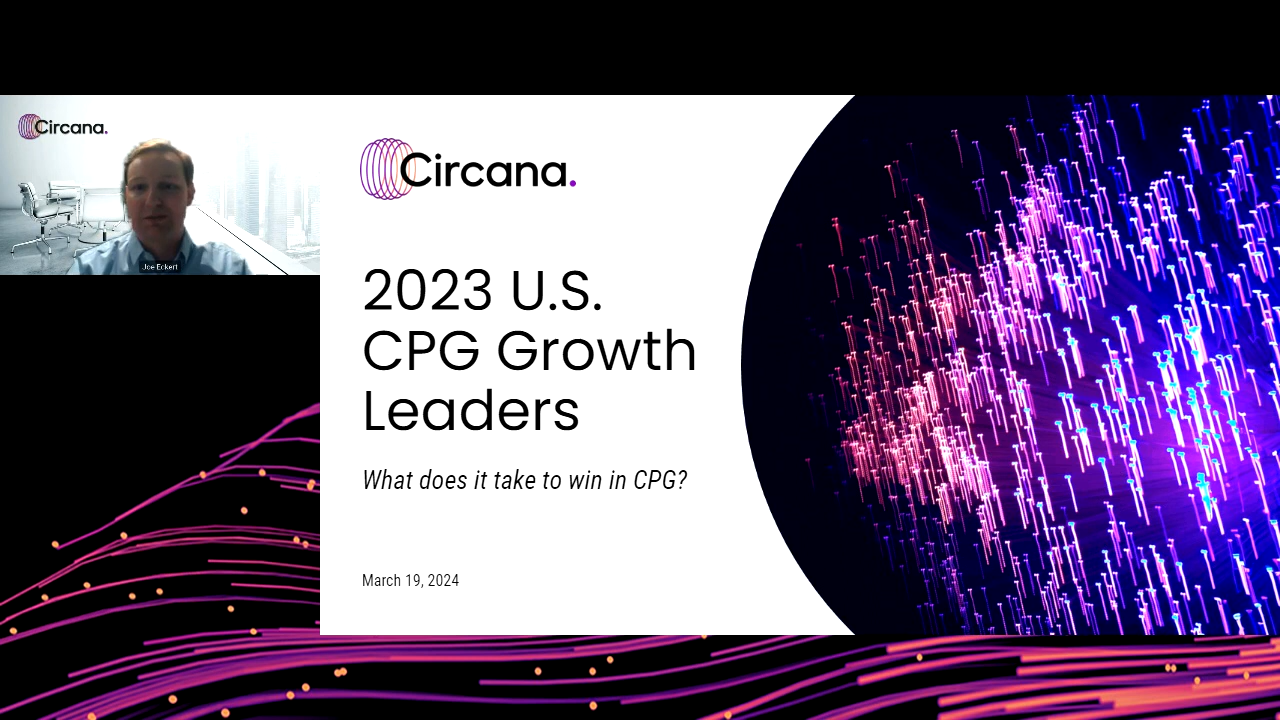 Circana.
Joe Eckert
Circana.
2023 U.S.
CPG Growth
Leaders
What does it take to win in CPG?
March 19, 2024